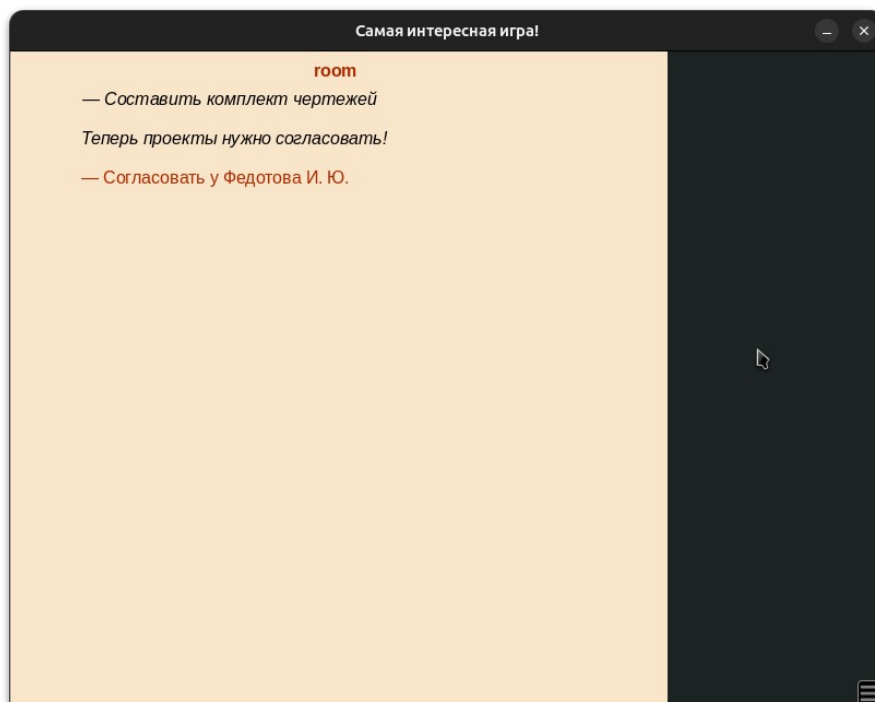 Самая интересная игра!
room
— Составить комплект чертежей
Теперь проекты нужно согласовать!
— Согласовать у Федотова И. Ю.